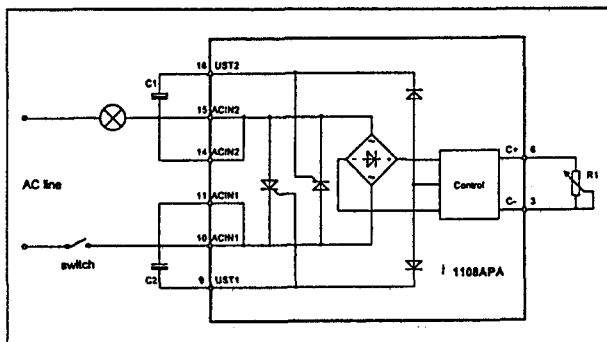 16 UST2
C1
15 ACIN2
14 ACIN2
AC line
11 ACIN1
10 ACIN1
switch
C2
9 UST1
Control
C+ 6
R1
C- 3
1108APA